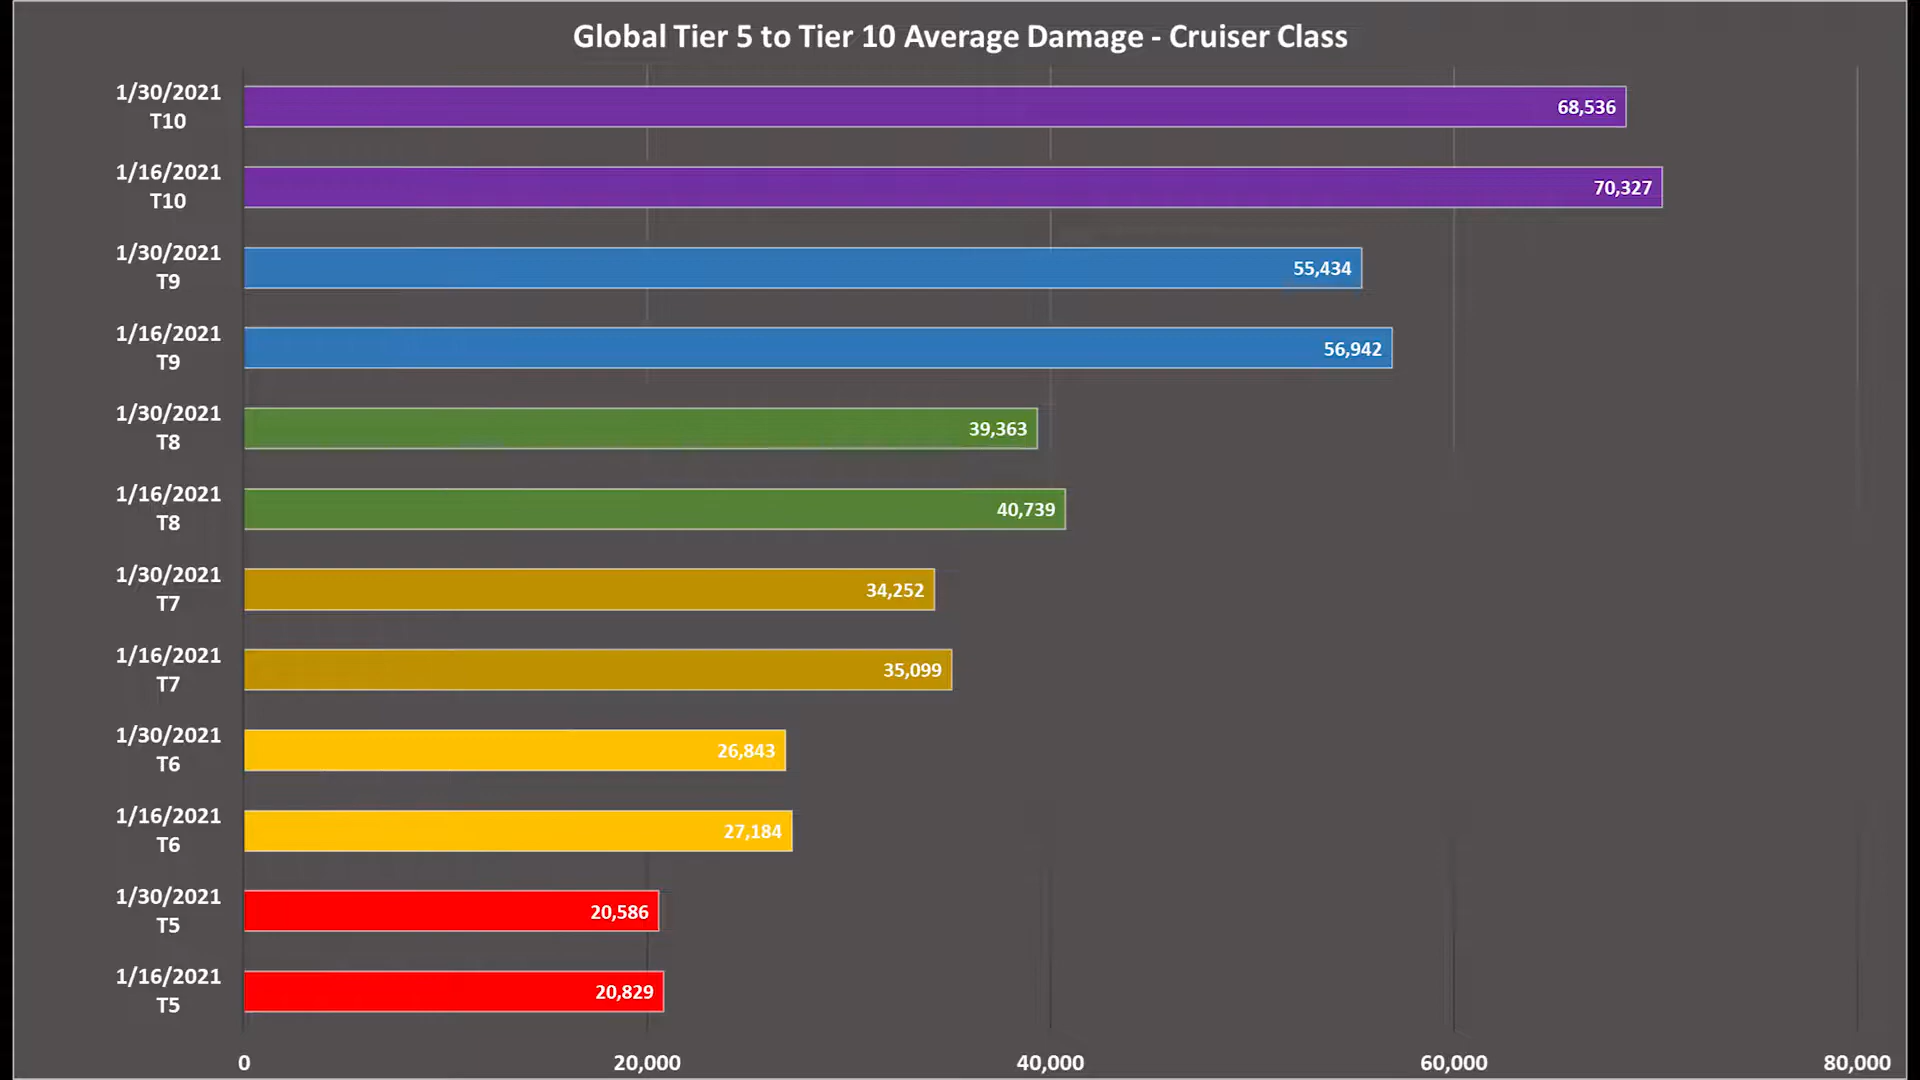 Global Tier 5 to Tier 10 Average Damage - Cruiser Class
1/30/2021
T10
68,536
1/16/2021
T10
70,327
1/30/2021
T9
55,434
1/16/2021
T9
56,942
1/30/2021
T8
39,363
1/16/2021
T8
40,739
1/30/2021
T7
34,252
1/16/2021
T7
35,099
1/30/2021
T6
26,843
1/16/2021
T6
27,184
1/30/2021
T5
20,586
1/16/2021
T5
20,829
0 20,000 40,000 60,000 80,000